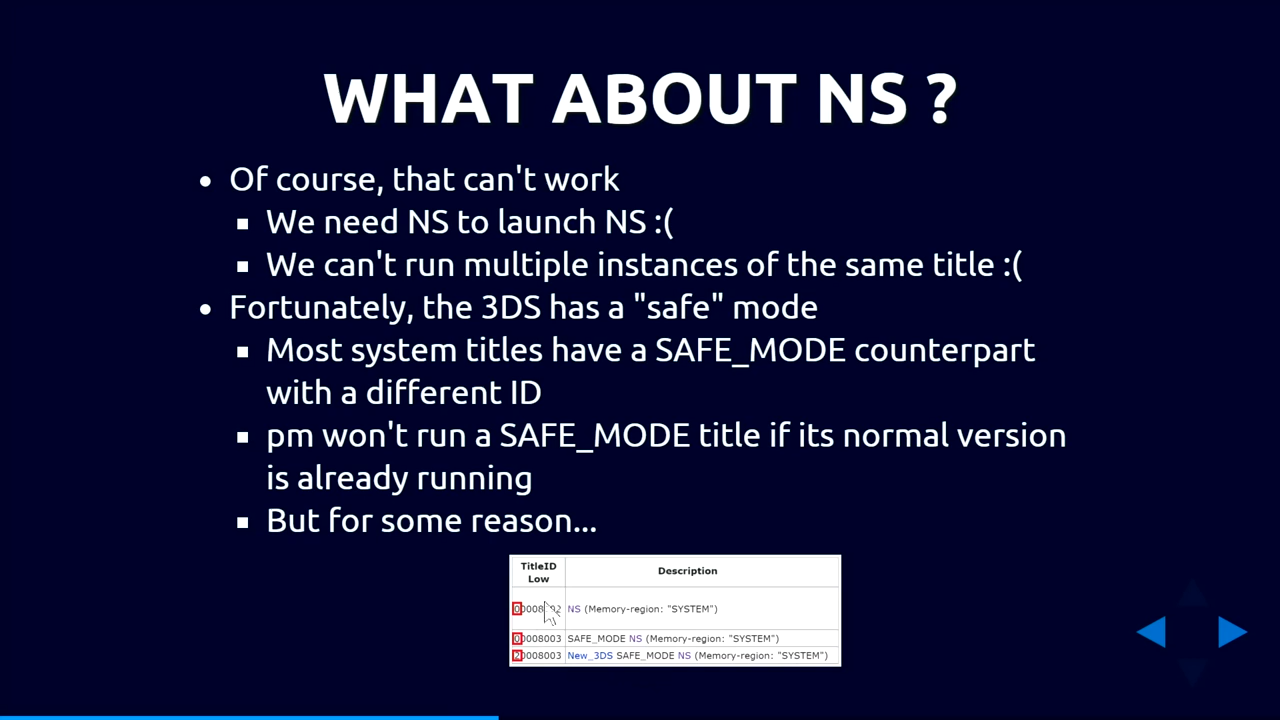 WHAT ABOUT NS ?
Of course, that can't work
We need NS to launch NS :(
We can't run multiple instances of the same title :(
Fortunately, the 3DS has a "safe" mode
Most system titles have a SAFE_MODE counterpart
with a different ID
pm won't run a SAFE_MODE title if its normal version
is already running
But for some reason...
TitleID
Low
Description
NS (Memory-region: "SYSTEM")
00008003 SAFE_MODE NS (Memory-region: "SYSTEM")
20008003 New_3DS SAFE_MODE NS (Memory-region: "SYSTEM")